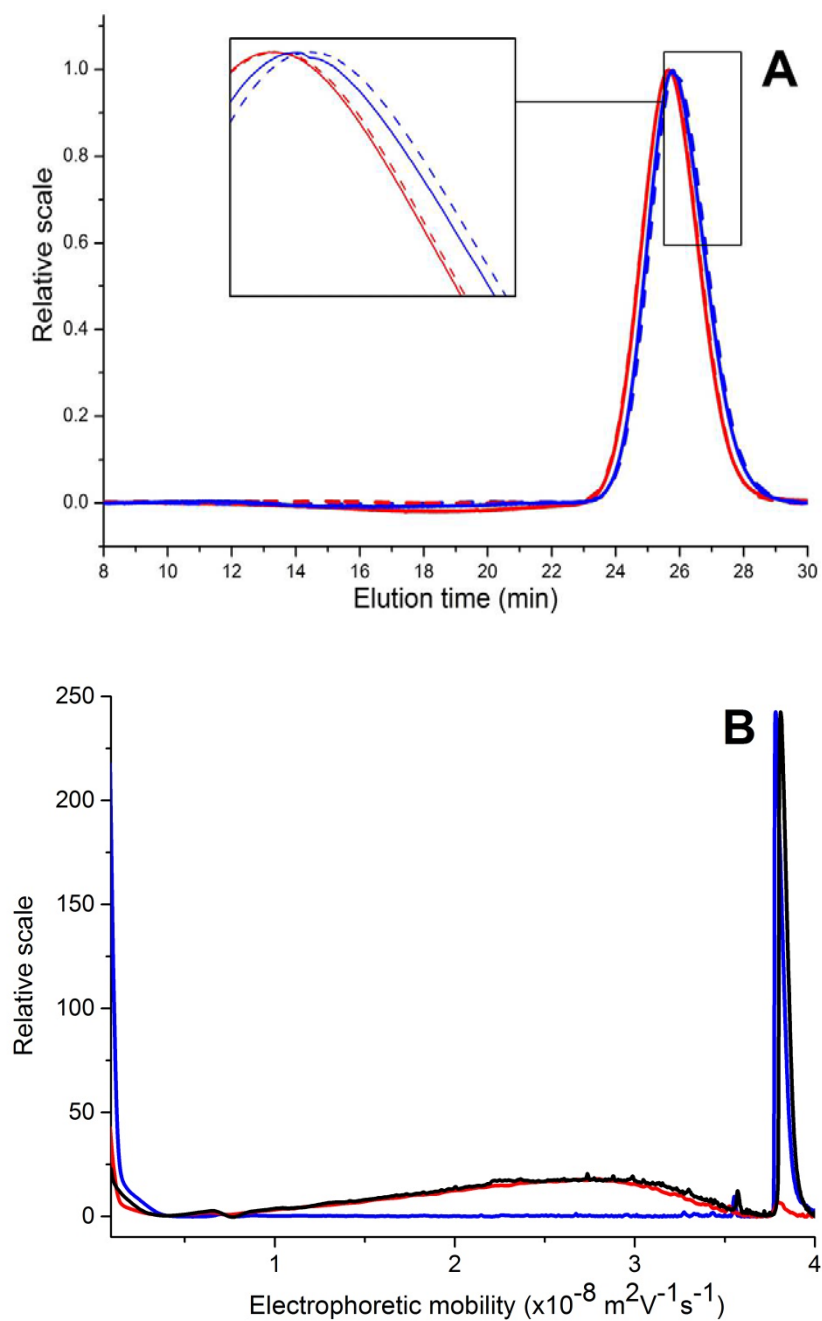 A
1.0
0.8
0.6
0.4
0.2
0.0
Relative scale
8 10 12 14 16 18 20 22 24 26 28 30
Elution time (min)
B
250
200
150
100
50
0
Relative scale
1 2 3 4
Electrophoretic mobility (x10⁻⁸ m²V⁻¹s⁻¹)